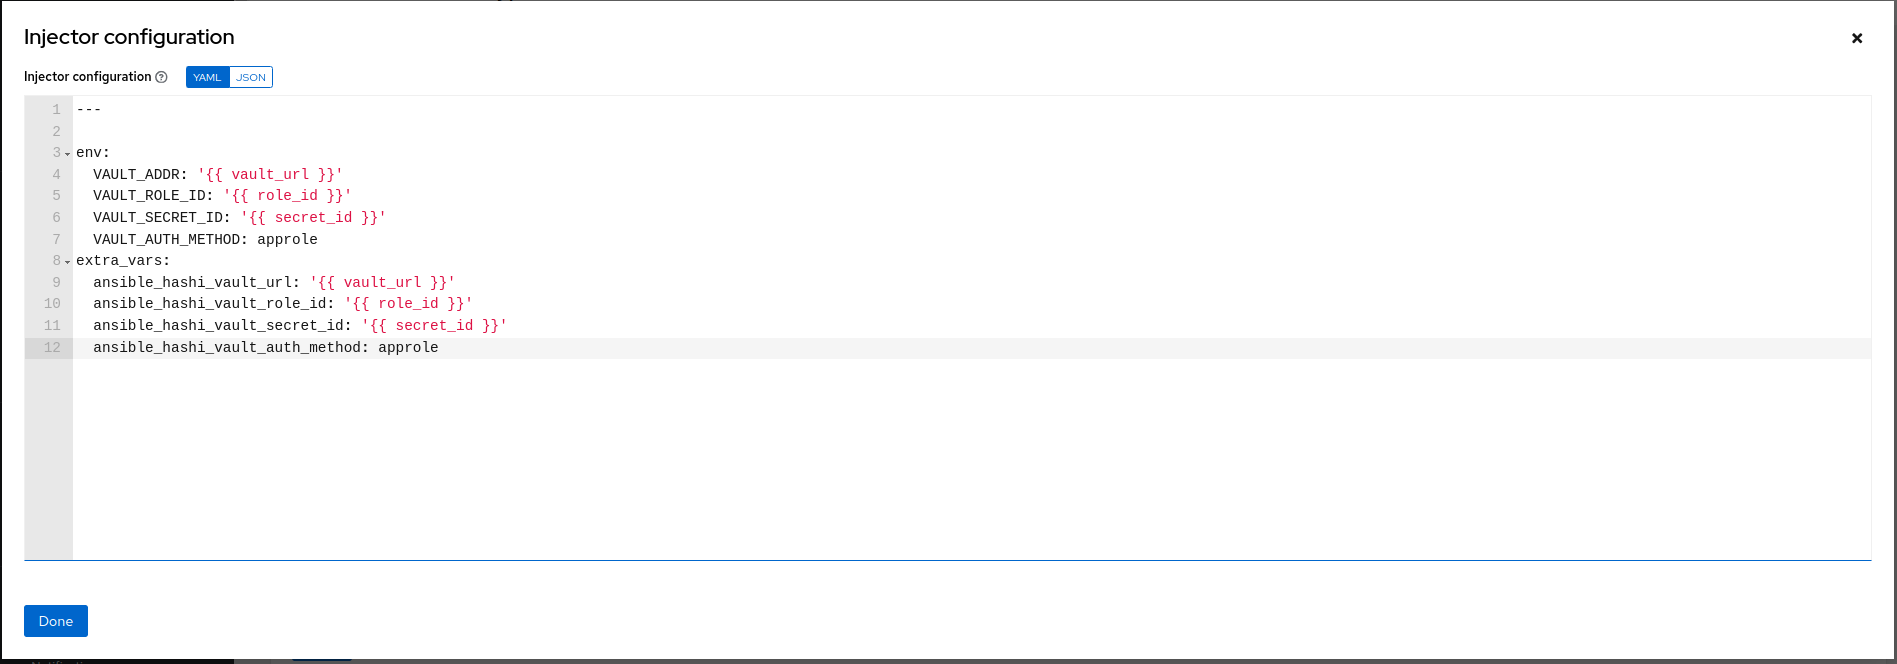 Injector configuration
Injector configuration YAML JSON
1 ---
2
3 env:
4   VAULT_ADDR: '{{ vault_url }}'
5   VAULT_ROLE_ID: '{{ role_id }}'
6   VAULT_SECRET_ID: '{{ secret_id }}'
7   VAULT_AUTH_METHOD: approle
8 extra_vars:
9   ansible_hashi_vault_url: '{{ vault_url }}'
10   ansible_hashi_vault_role_id: '{{ role_id }}'
11   ansible_hashi_vault_secret_id: '{{ secret_id }}'
12   ansible_hashi_vault_auth_method: approle
Done